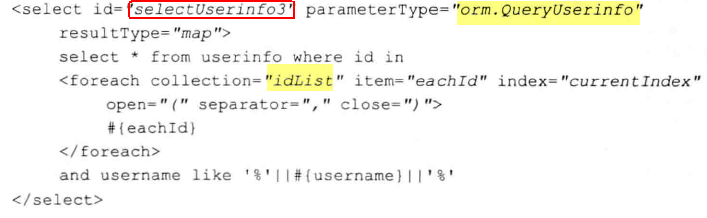 <select id="selectUserinfo3" parameterType="orm.QueryUserinfo"
resultType="map">
select * from userinfo where id in
<foreach collection="idList" item="eachId" index="currentIndex"
open="(" separator="," close=")">
#{eachId}
</foreach>
and username like '%'||#{username}||'%'
</select>